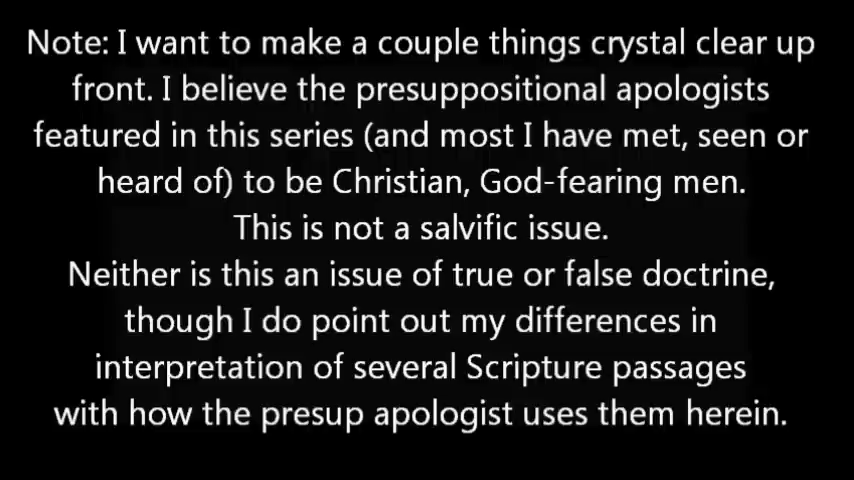 Note: I want to make a couple things crystal clear up
front. I believe the presuppositional apologists
featured in this series (and most I have met, seen or
heard of) to be Christian, God-fearing men.
This is not a salvific issue.
Neither is this an issue of true or false doctrine,
though I do point out my differences in
interpretation of several Scripture passages
with how the presup apologist uses them herein.